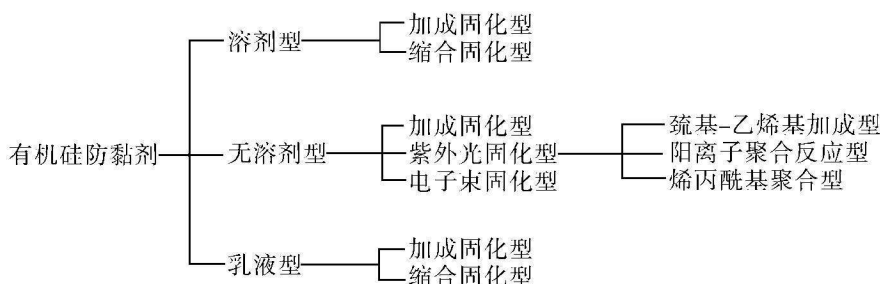 有机硅防黏剂
溶剂型
加成固化型
缩合固化型
无溶剂型
加成固化型
紫外光固化型
电子束固化型
巯基-乙烯基加成型
阳离子聚合反应型
烯丙酰基聚合型
乳液型
加成固化型
缩合固化型